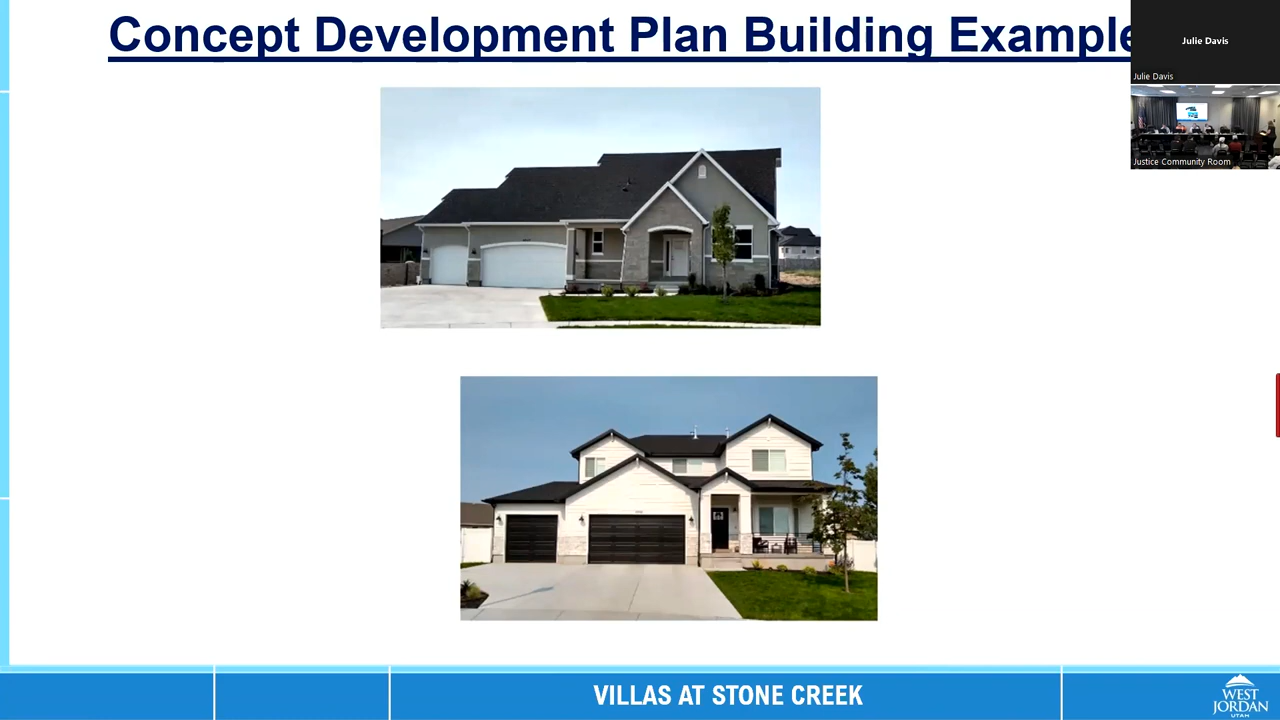 Concept Development Plan Building Example
Julie Davis
Julie Davis
Justice Community Room
VILLAS AT STONE CREEK
WEST
JORDAN
UTAH